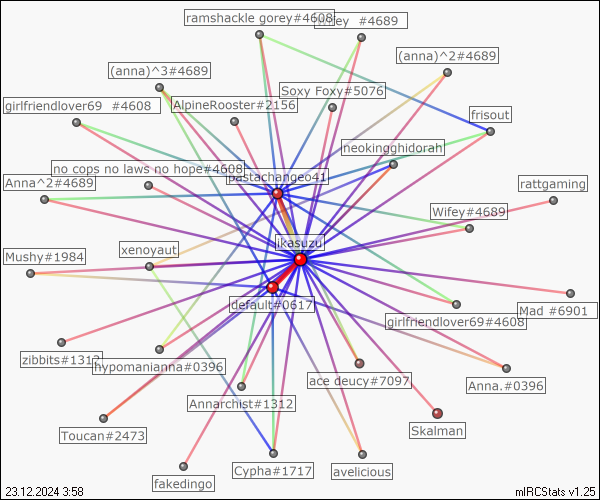 ramshackle gorey#4608
#4689
(anna)^2#4689
(anna)^3#4689
Soxy Foxy#5076
girlfriendlover69 #4608
AlpineRooster#2156
frisout
neokingghidorah
no cops no laws no hope#4608
pastachangeo41
Anna^2#4689
rattgaming
Wifey#4689
ikasuzu
xenoyaut
Mushy#1984
default#0617
Mad #6901
girlfriendlover69#4608
zibbits#1312
hypomanianna#0396
ace deucy#7097
Anna.#0396
Annarchist#1312
Toucan#2473
Skalman
Cypha#1717
avelicious
fakedingo
23.12.2024 3:58
mIRCStats v1.25